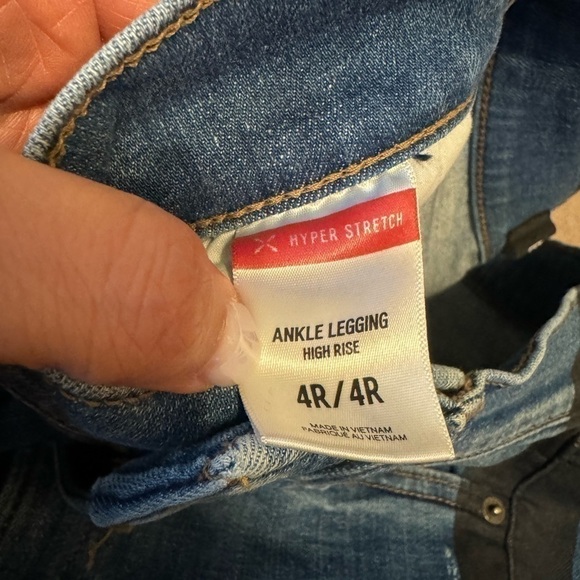 HYPER STRETCH
ANKLE LEGGING
HIGH RISE
4R/4R
MADE IN VIETNAM
FABRIQUÉ AU VIETNAM